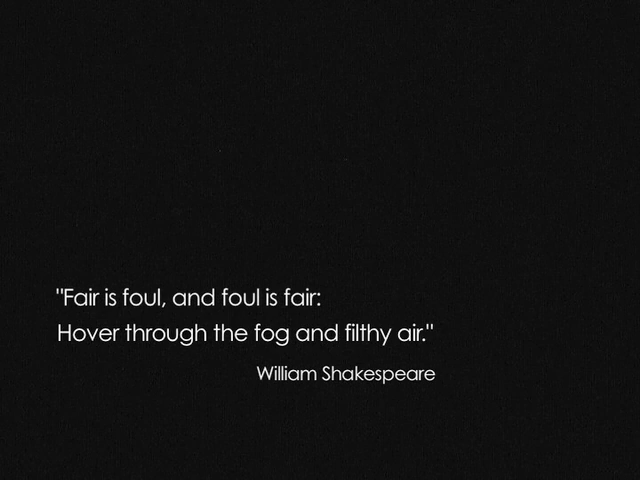 "Fair is foul, and foul is fair:
Hover through the fog and filthy air."
William Shakespeare